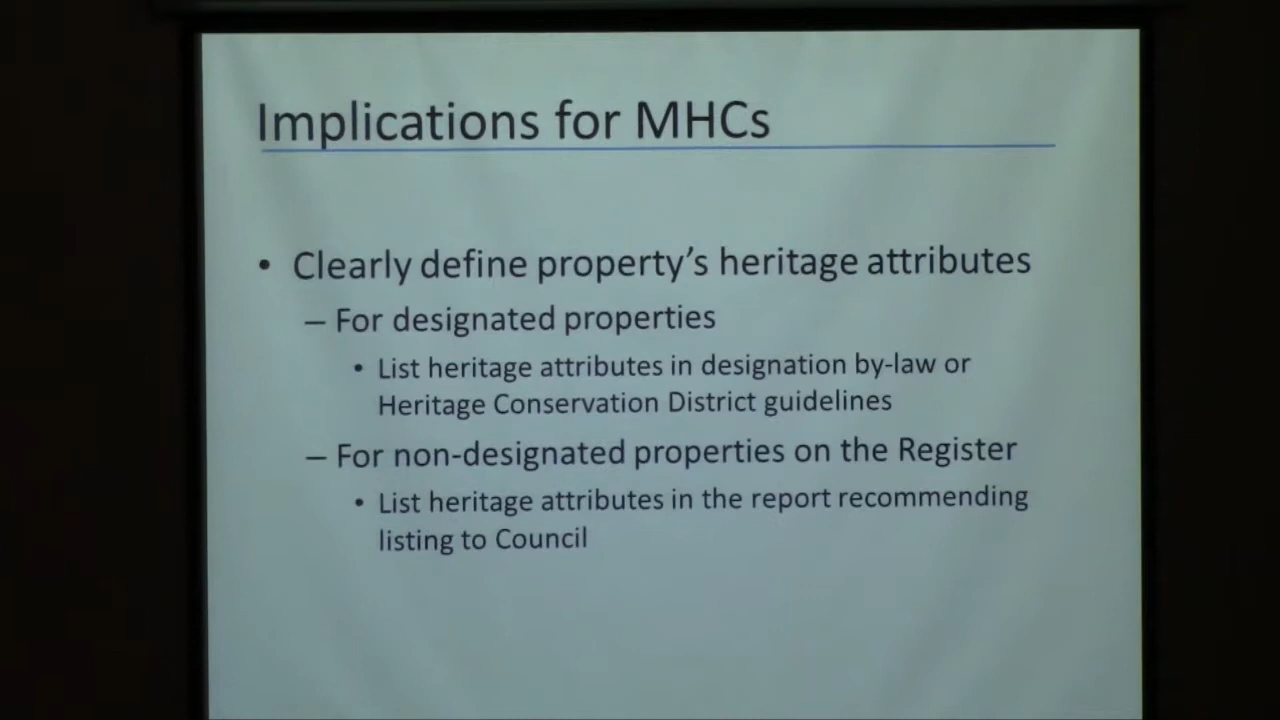 Implications for MHCs
• Clearly define property’s heritage attributes
– For designated properties
• List heritage attributes in designation by-law or
Heritage Conservation District guidelines
– For non-designated properties on the Register
• List heritage attributes in the report recommending
listing to Council